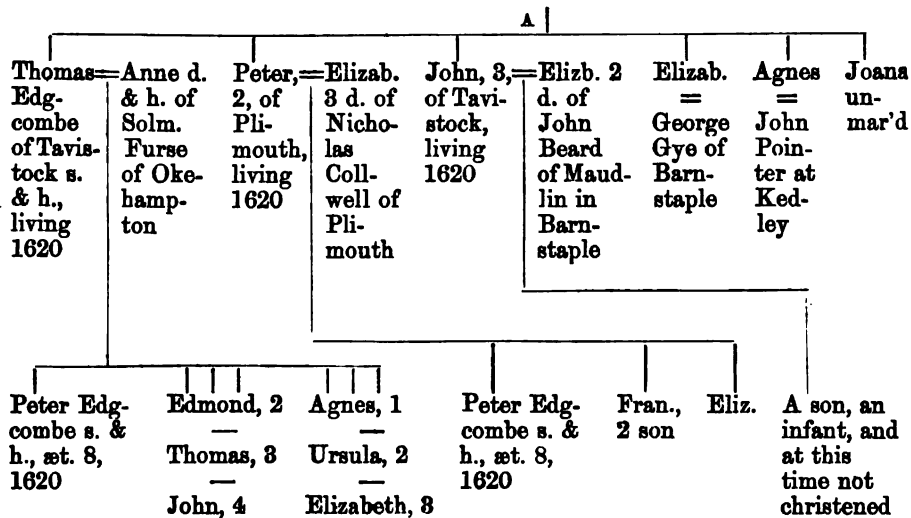 A
Thomas=Anne d.
Edg-
combe
of Tavis-
tock s.
& h.,
living
1620
& h. of
Solm.
Furse
of Oke-
hamp-
ton
Peter,=Elizab.
2, of
Pli-
mouth,
living
1620
3 d. of
Nicho-
las
Coll-
well of
Pli-
mouth
John, 3,=Elizb. 2
of Tavi-
stock,
living
1620
d. of
John
Beard
of Maud-
lin in
Barn-
staple
Elizab.
=
George
Gye of
Barn-
staple
Agnes
=
John
Poin-
ter at
Ked-
ley
Joana
un-
mar'd
Peter Edg-
combe s. &
h., æt. 8,
1620
Edmond, 2
—
Thomas, 3
—
John, 4
Agnes, 1
—
Ursula, 2
—
Elizabeth, 3
Peter Edg-
combe s. &
h., æt. 8,
1620
Fran.,
2 son
Eliz.
A son, an
infant, and
at this
time not
christened